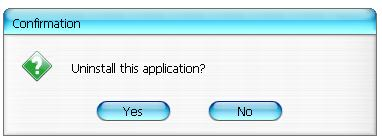 Confirmation
Uninstall this application?
Yes No